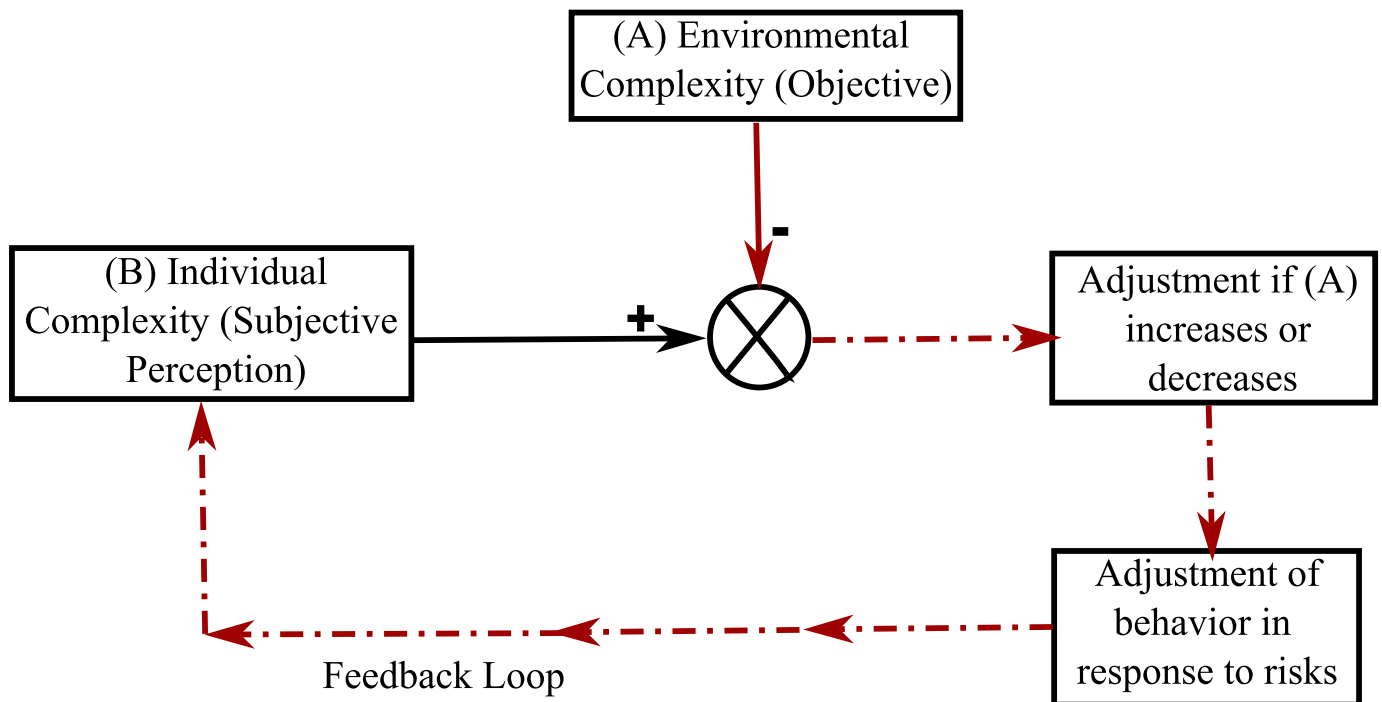 (A) Environmental
Complexity (Objective)
-
(B) Individual
Complexity (Subjective
Perception)
+
Adjustment if (A)
increases or
decreases
Adjustment of
behavior in
response to risks
Feedback Loop